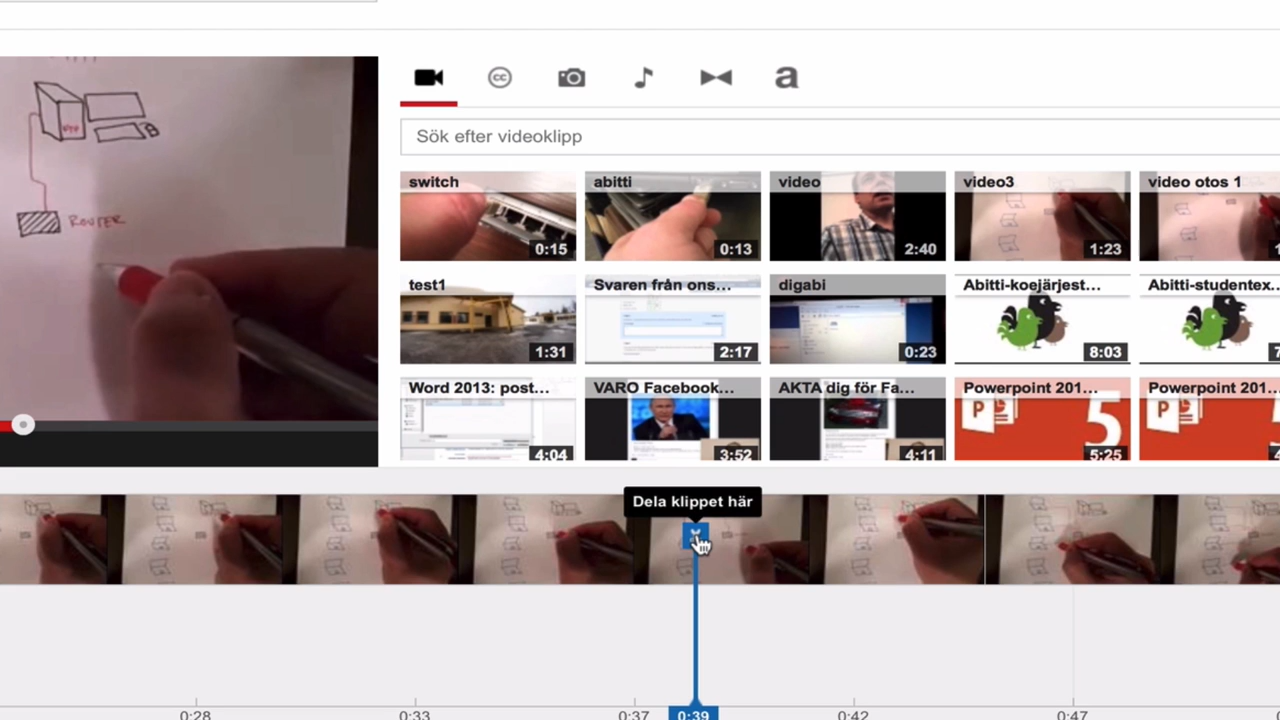 cc
a
Sök efter videoklipp
ROUTER
switch
0:15
abitti
0:13
video
2:40
video3
1:23
video otos 1
test1
1:31
Svaren från ons...
2:17
digabi
0:23
Abitti-koejärjest...
8:03
Abitti-studentex...
Word 2013: post...
4:04
VARO Facebook...
3:52
AKTA dig för Fa...
4:11
Powerpoint 201...
P
5
5:25
Powerpoint 201...
P
Dela klippet här
0:28
0:33
0:37
0:39
0:42
0:47